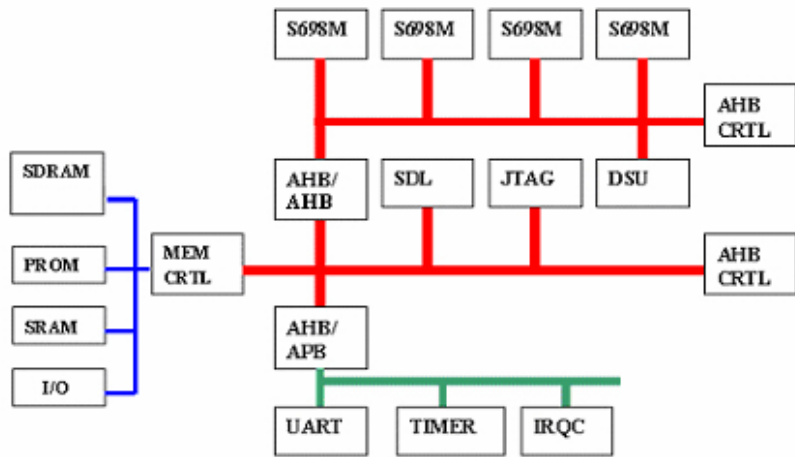 S698M S698M S698M S698M
AHB
CRTL
SDRAM
AHB/
AHB
SDL
JTAG
DSU
PROM
MEM
CRTL
AHB
CRTL
SRAM
AHB/
APB
I/O
UART
TIMER
IRQC